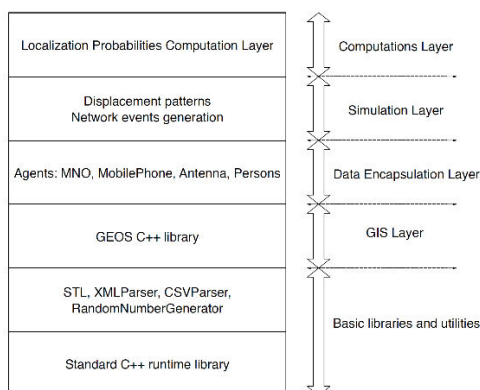 Localization Probabilities Computation Layer
Computations Layer
Displacement patterns
Network events generation
Simulation Layer
Agents: MNO, MobilePhone, Antenna, Persons
Data Encapsulation Layer
GEOS C++ library
GIS Layer
STL, XMLParser, CSVParser,
RandomNumberGenerator
Basic libraries and utilities
Standard C++ runtime library